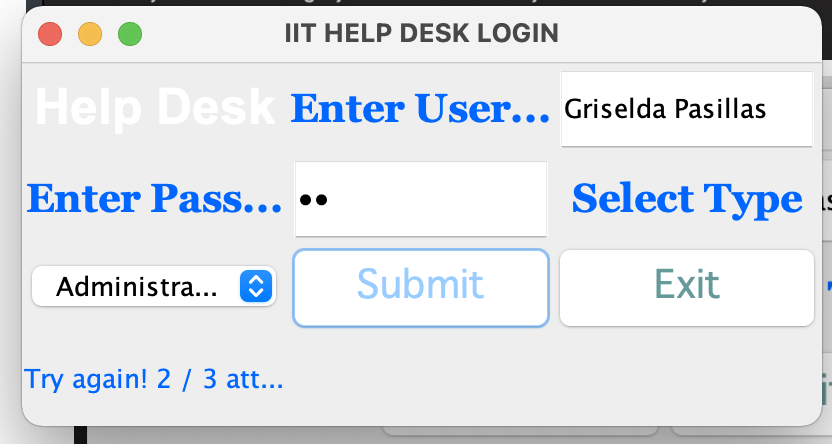 IIT HELP DESK LOGIN
Help Desk Enter User... Griselda Pasillas
Enter Pass... •• Select Type
Administra... Submit Exit
Try again! 2 / 3 att...